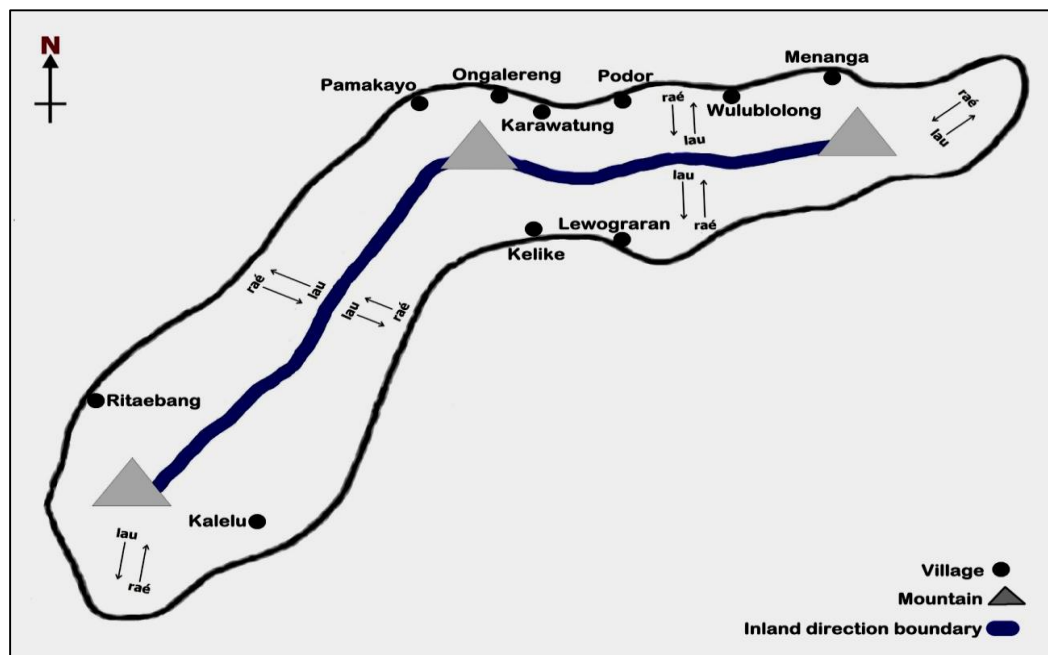 N
Menanga
Ongalereng
Podor
Pamakayo
raé
raé
Karawatung
Wulublolong
lau
lau
lau
Lewograran
raé
Kelike
raé
lau
lau
raé
Ritaebang
Kalelu
lau
raé
Village
Mountain
Inland direction boundary